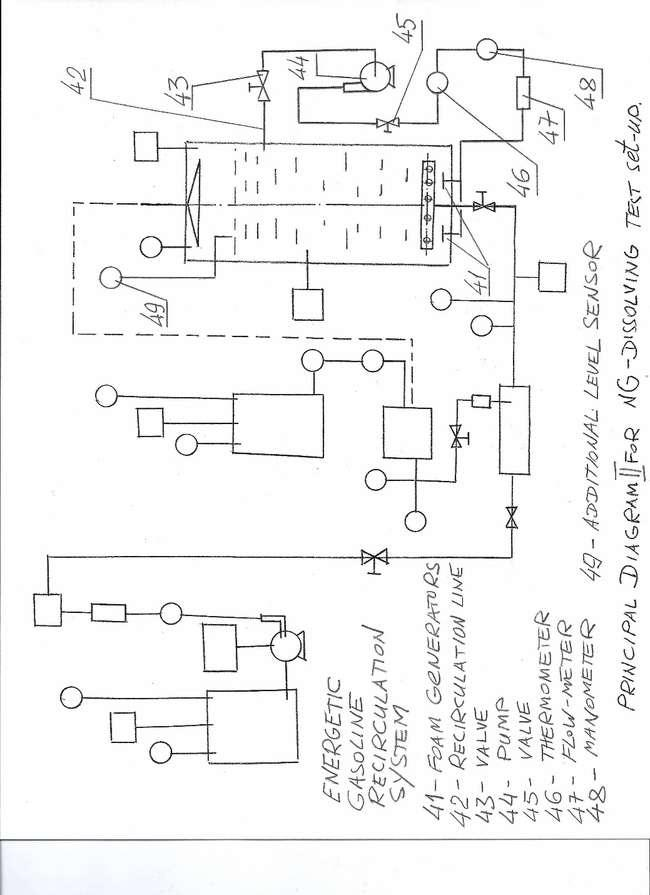 42
43
44
45
46
47
48
49
41
ENERGETIC
GASOLINE
RECIRCULATION
SYSTEM
41 - FOAM GENERATORS
42 - RECIRCULATION LINE
43 - VALVE
44 - PUMP
45 - VALVE
46 - THERMOMETER
47 - FLOW-METER
48 - MANOMETER
49 - ADDITIONAL LEVEL SENSOR
PRINCIPAL DIAGRAM II FOR NG-DISSOLVING TEST set-up.